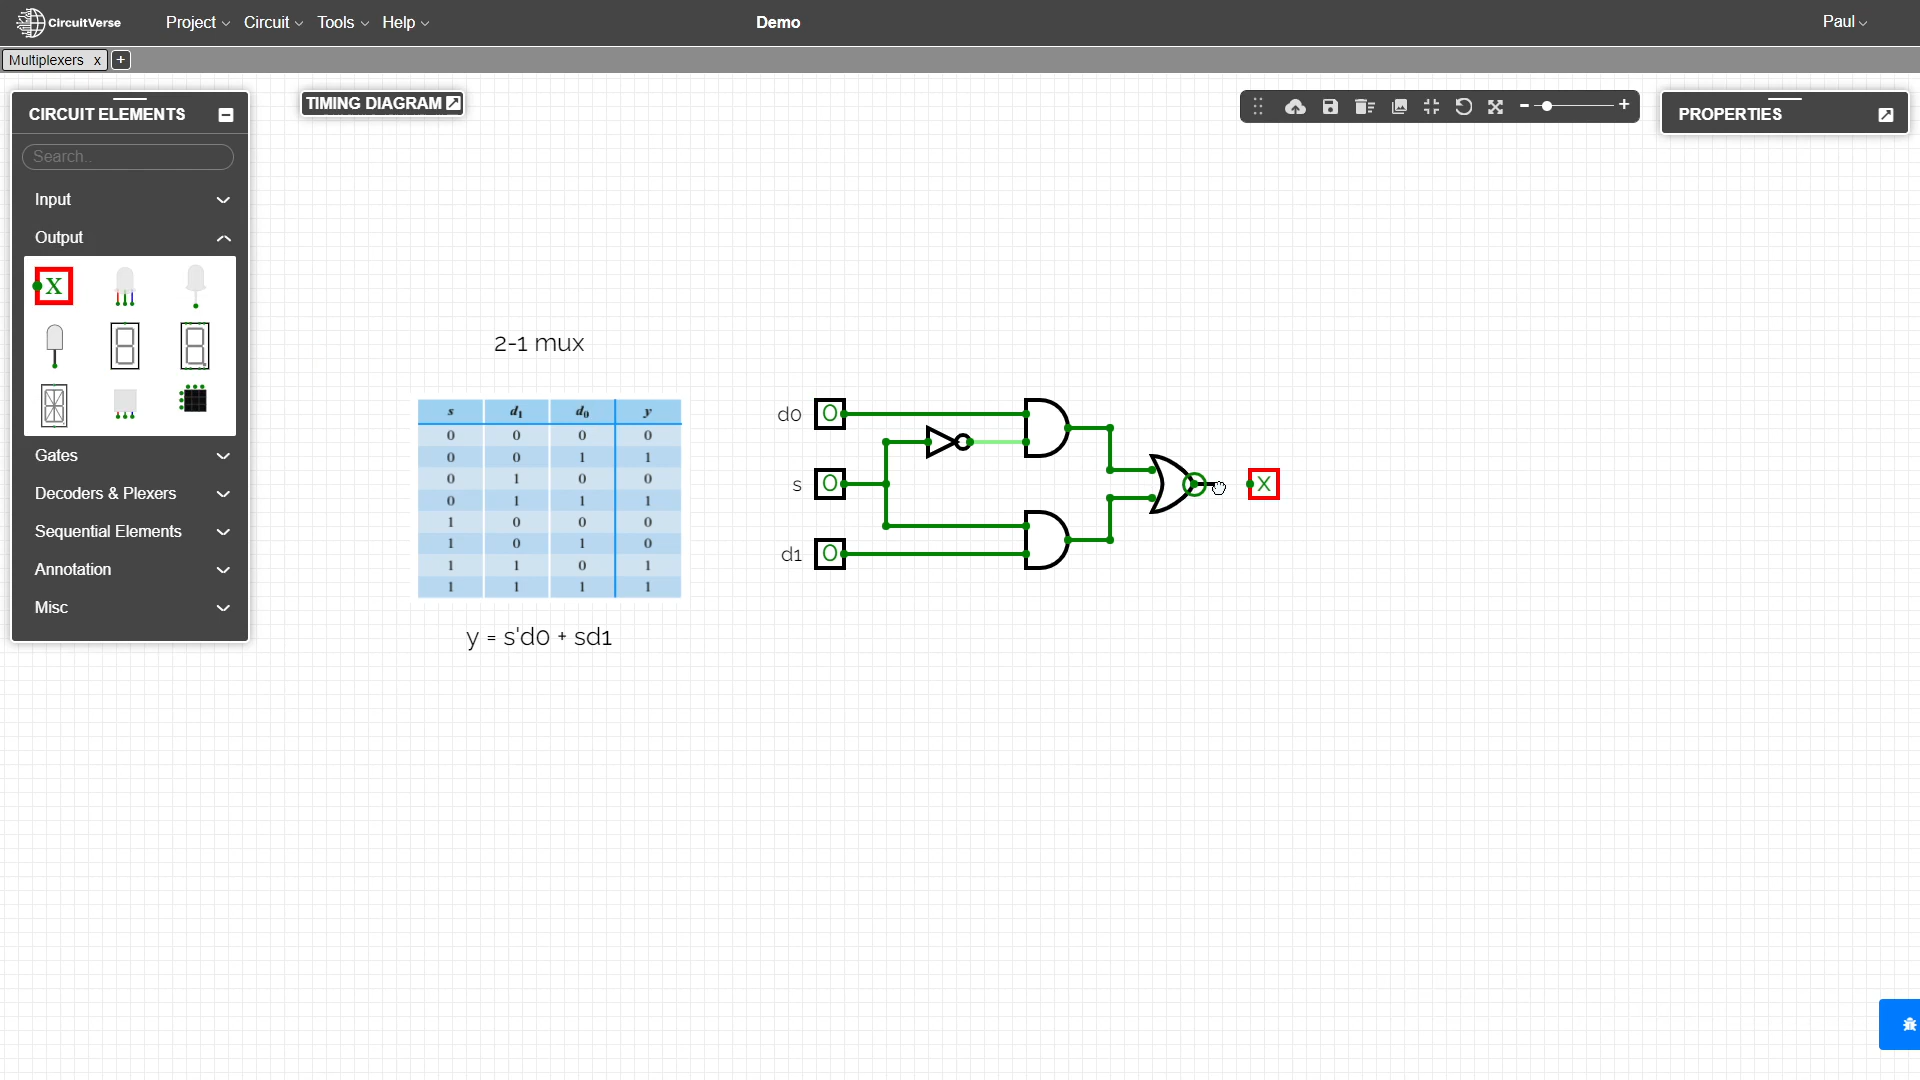 CircuitVerse Project Circuit Tools Help Demo Paul
Multiplexers x +
CIRCUIT ELEMENTS
TIMING DIAGRAM
PROPERTIES
Search..
Input
Output
X
Gates
Decoders & Plexers
Sequential Elements
Annotation
Misc
2-1 mux
s d₁ d₀ y
0 0 0 0
0 0 1 1
0 1 0 0
0 1 1 1
1 0 0 0
1 0 1 0
1 1 0 1
1 1 1 1
y = s'd0 + sd1
d0 0
s 0
d1 0
X